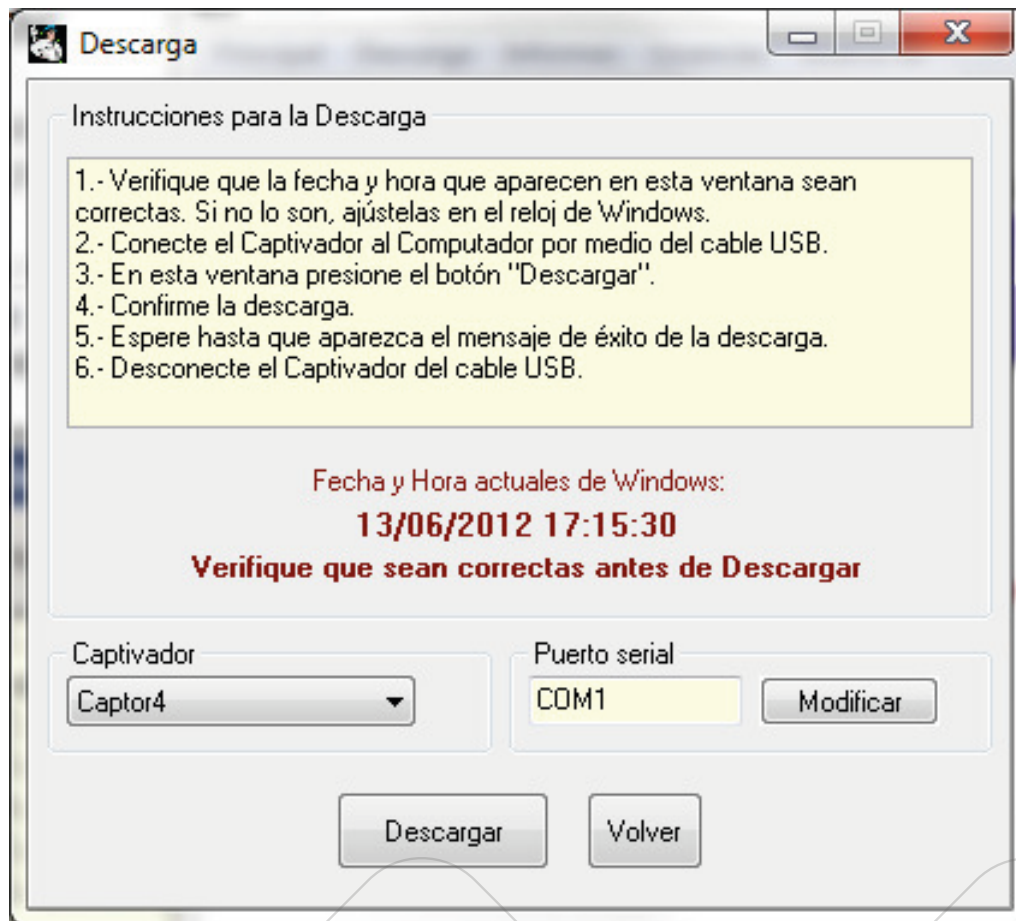 Descarga
Instrucciones para la Descarga
1.- Verifique que la fecha y hora que aparecen en esta ventana sean
correctas. Si no lo son, ajústelas en el reloj de Windows.
2.- Conecte el Captivador al Computador por medio del cable USB.
3.- En esta ventana presione el botón "Descargar".
4.- Confirme la descarga.
5.- Espere hasta que aparezca el mensaje de éxito de la descarga.
6.- Desconecte el Captivador del cable USB.
Fecha y Hora actuales de Windows:
13/06/2012 17:15:30
Verifique que sean correctas antes de Descargar
Captivador
Puerto serial
Captor4
COM1
Modificar
Descargar
Volver